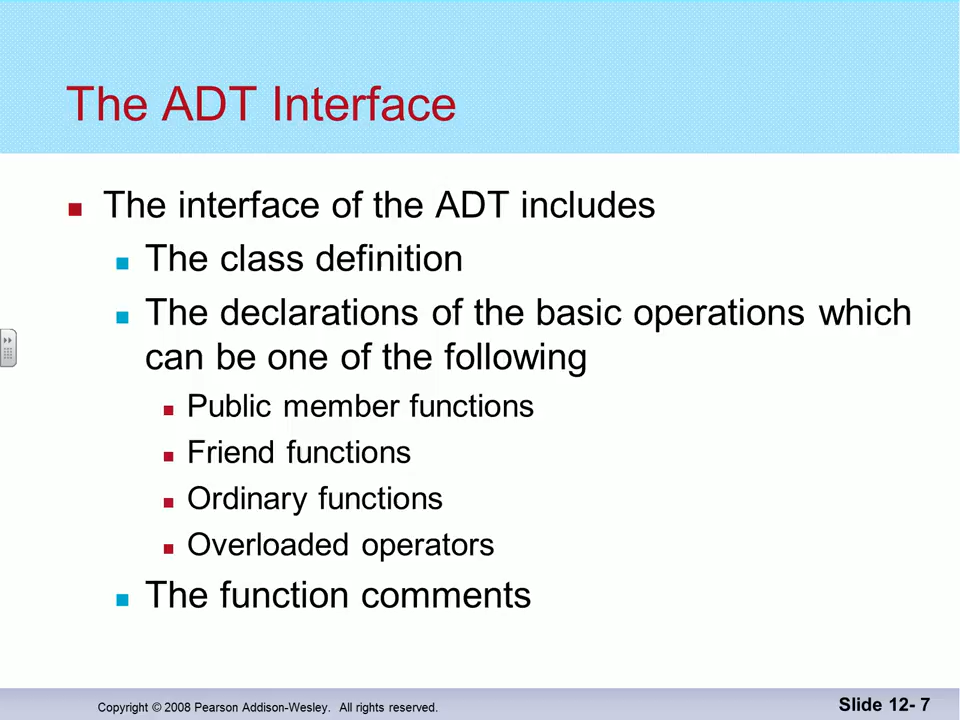 The ADT Interface
The interface of the ADT includes
The class definition
The declarations of the basic operations which
can be one of the following
Public member functions
Friend functions
Ordinary functions
Overloaded operators
The function comments
Copyright © 2008 Pearson Addison-Wesley. All rights reserved.
Slide 12- 7